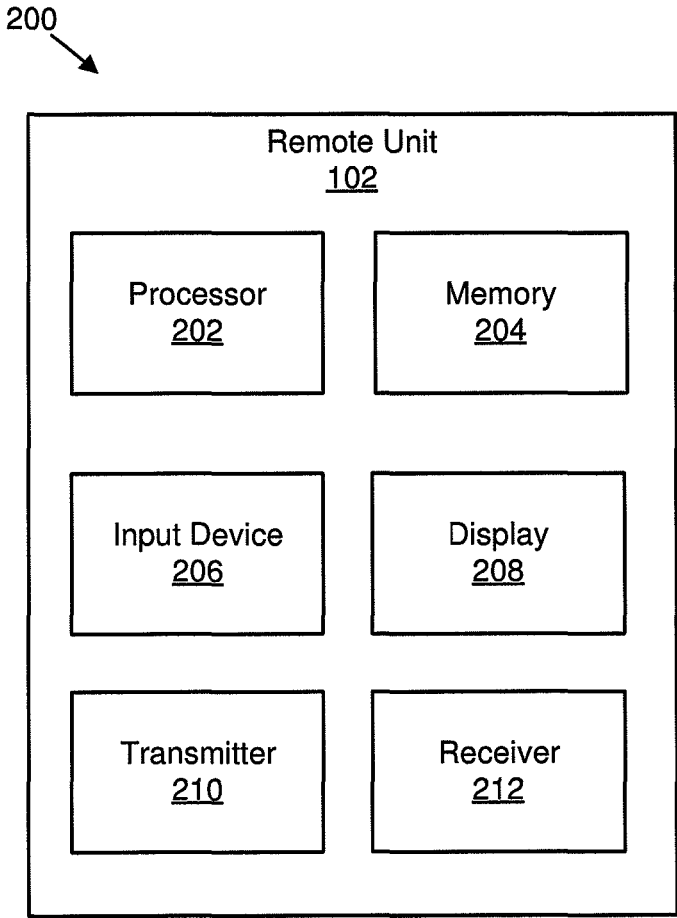 200
Remote Unit
102
Processor
202
Memory
204
Input Device
206
Display
208
Transmitter
210
Receiver
212